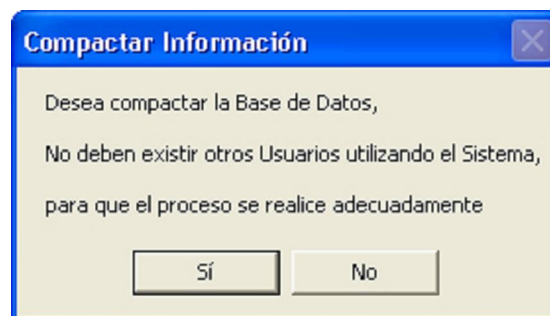 Compactar Información
Desea compactar la Base de Datos,
No deben existir otros Usuarios utilizando el Sistema,
para que el proceso se realice adecuadamente
Sí
No